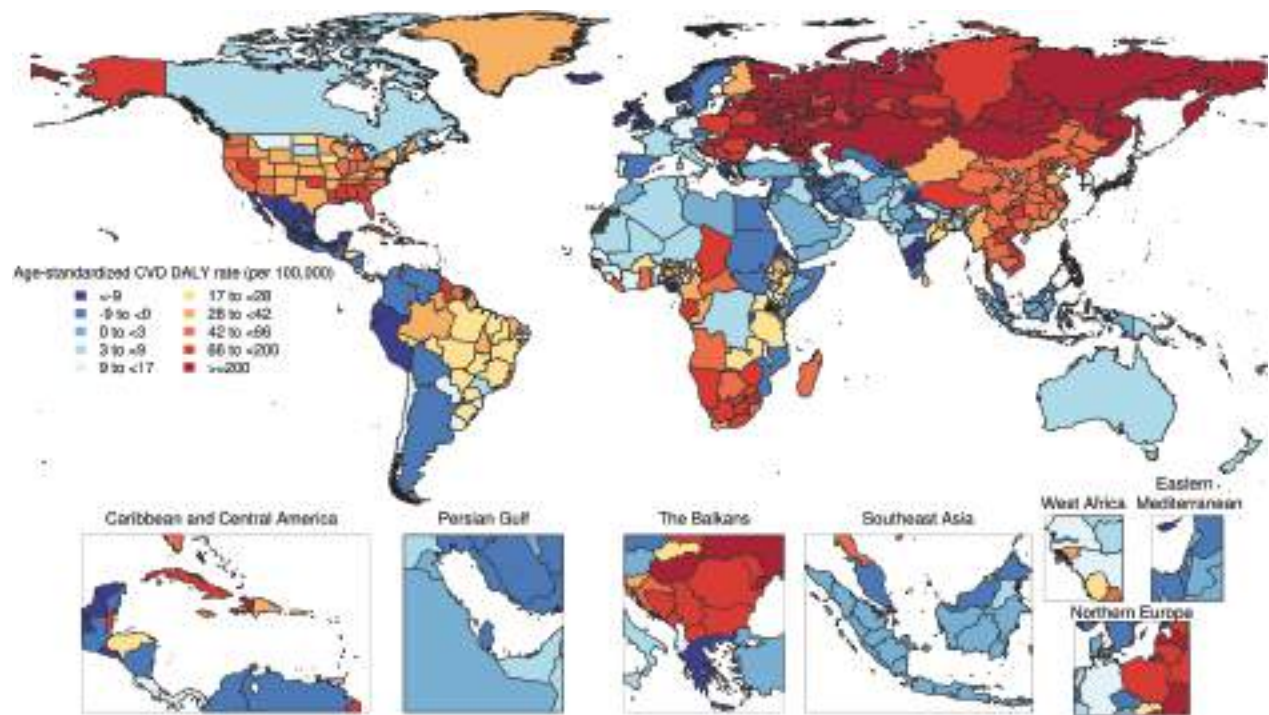 Age-standardized CVD DALY rate (per 100,000)
<-9
-9 to <0
0 to <3
3 to <9
9 to <17
17 to <28
28 to <42
42 to <66
66 to <200
>=200
Caribbean and Central America
Persian Gulf
The Balkans
Southeast Asia
West Africa
Eastern
Mediterranean
Northern Europe